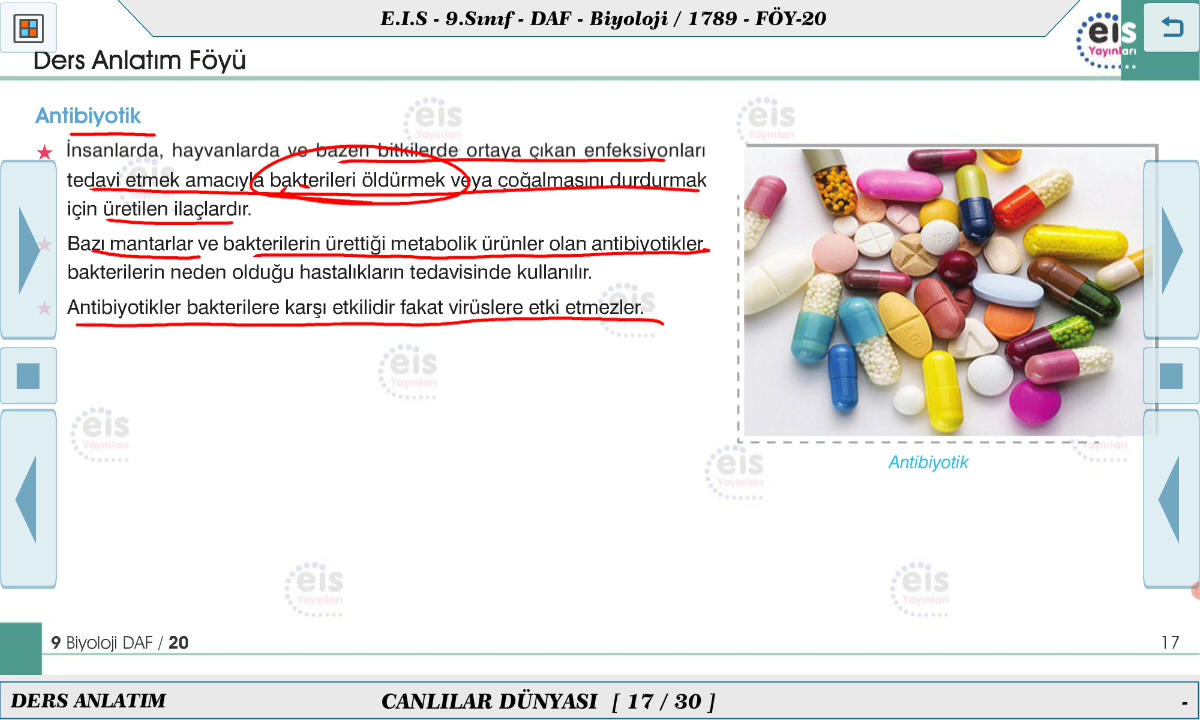 E.I.S - 9.Sınıf - DAF - Biyoloji / 1789 - FÖY-20
eis
Yayınları
Ders Anlatım Föyü
Antibiyotik
İnsanlarda, hayvanlarda ve bazen bitkilerde ortaya çıkan enfeksiyonları
tedavi etmek amacıyla bakterileri öldürmek veya çoğalmasını durdurmak
için üretilen ilaçlardır.
Bazı mantarlar ve bakterilerin ürettiği metabolik ürünler olan antibiyotikler,
bakterilerin neden olduğu hastalıkların tedavisinde kullanılır.
Antibiyotikler bakterilere karşı etkilidir fakat virüslere etki etmezler.
Antibiyotik
9 Biyoloji DAF / 20
17
DERS ANLATIM
CANLILAR DÜNYASI [ 17 / 30 ]
-